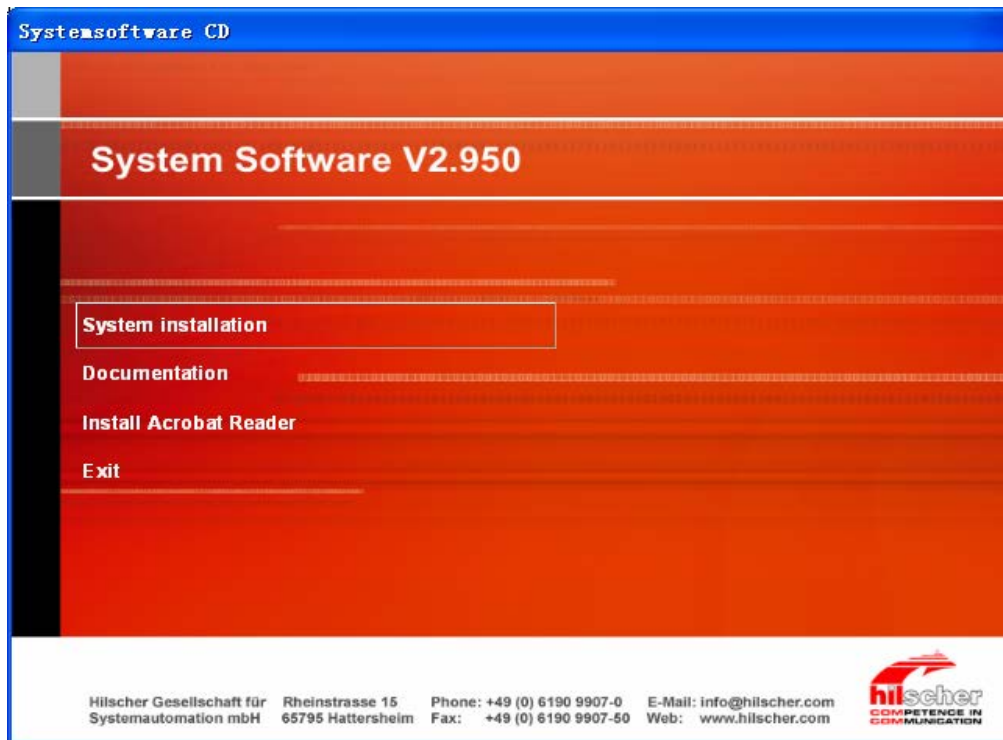 Systemsoftware CD
System Software V2.950
System installation
Documentation
Install Acrobat Reader
Exit
Hilscher Gesellschaft für Rheinstrasse 15 Phone: +49 (0) 6190 9907-0 E-Mail: info@hilscher.com
Systemautomation mbH 65795 Hattersheim Fax: +49 (0) 6190 9907-50 Web: www.hilscher.com
hilscher
COMPETENCE IN
COMMUNICATION